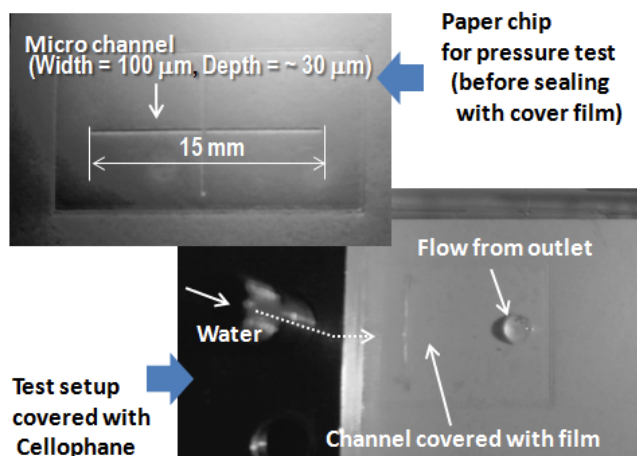 Micro channel
(Width = 100 μm, Depth = ~ 30 μm)
15 mm
Paper chip
for pressure test
(before sealing
with cover film)
Flow from outlet
Water
Test setup
covered with
Cellophane
Channel covered with film